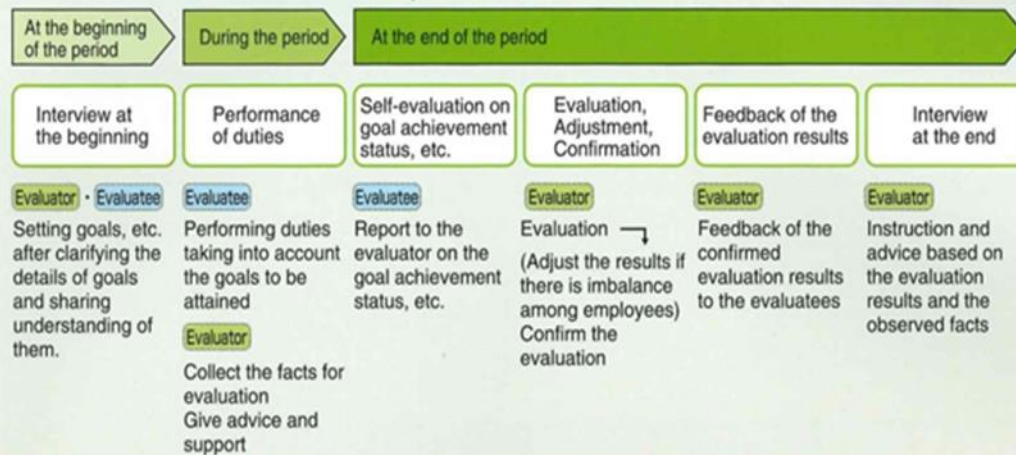 At the beginning
of the period
During the period
At the end of the period
Interview at
the beginning
Performance
of duties
Self-evaluation on
goal achievement
status, etc.
Evaluation,
Adjustment,
Confirmation
Feedback of the
evaluation results
Interview
at the end
Evaluator · Evaluatee
Setting goals, etc.
after clarifying the
details of goals
and sharing
understanding of
them.
Evaluatee
Performing duties
taking into account
the goals to be
attained
Evaluator
Collect the facts for
evaluation
Give advice and
support
Evaluatee
Report to the
evaluator on the
goal achievement
status, etc.
Evaluator
Evaluation
(Adjust the results if
there is imbalance
among employees)
Confirm the
evaluation
Evaluator
Feedback of the
confirmed
evaluation results
to the evaluatees
Evaluator
Instruction and
advice based on
the evaluation
results and the
observed facts